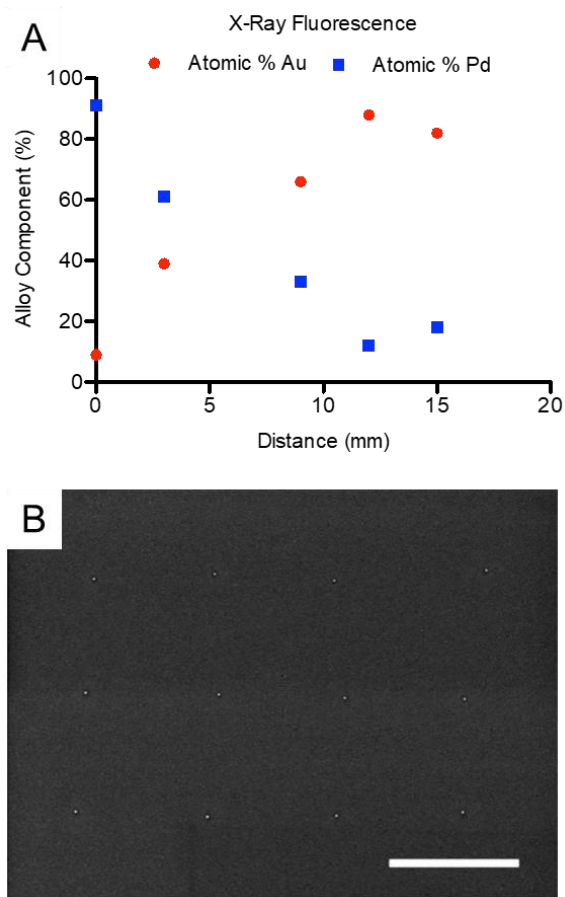 A
X-Ray Fluorescence
Atomic % Au
Atomic % Pd
Alloy Component (%)
100
80
60
40
20
0
0 5 10 15 20
Distance (mm)
B